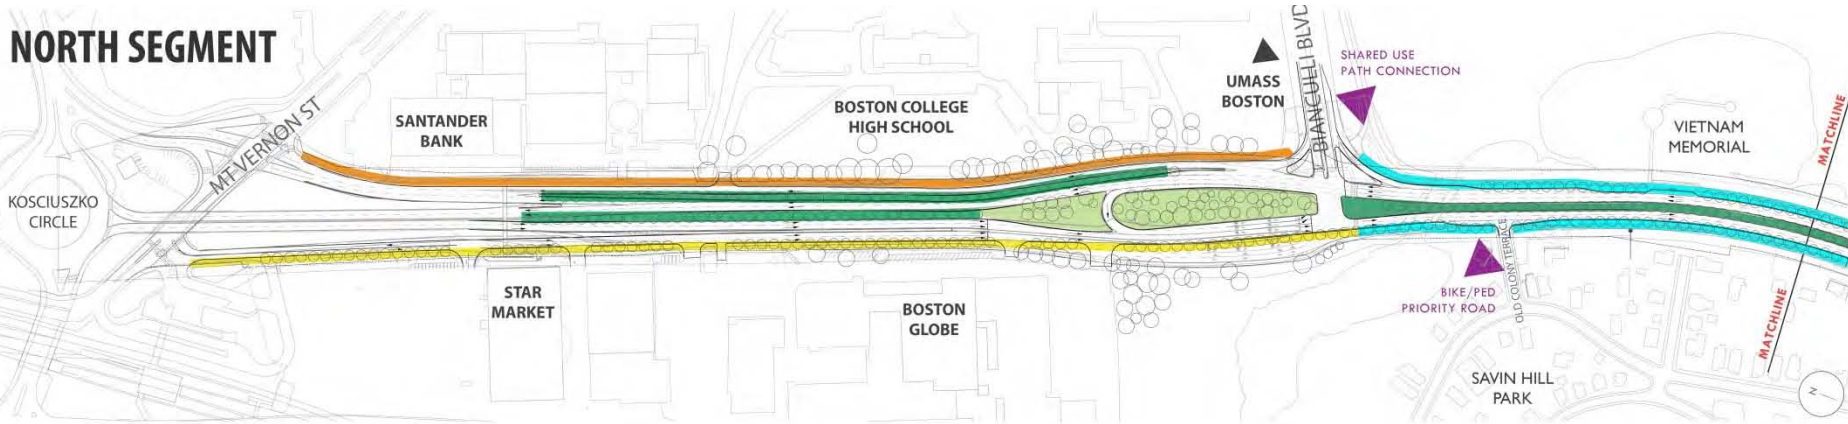 NORTH SEGMENT
KOSCIUSZKO
CIRCLE
MT VERNON ST
SANTANDER
BANK
BOSTON COLLEGE
HIGH SCHOOL
UMASS
BOSTON
BIANCULLI BLVD
SHARED USE
PATH CONNECTION
VIETNAM
MEMORIAL
MATCHLINE
STAR
MARKET
BOSTON
GLOBE
BIKE/PED
PRIORITY ROAD
OLD COLONY TERRACE
SAVIN HILL
PARK
MATCHLINE
N